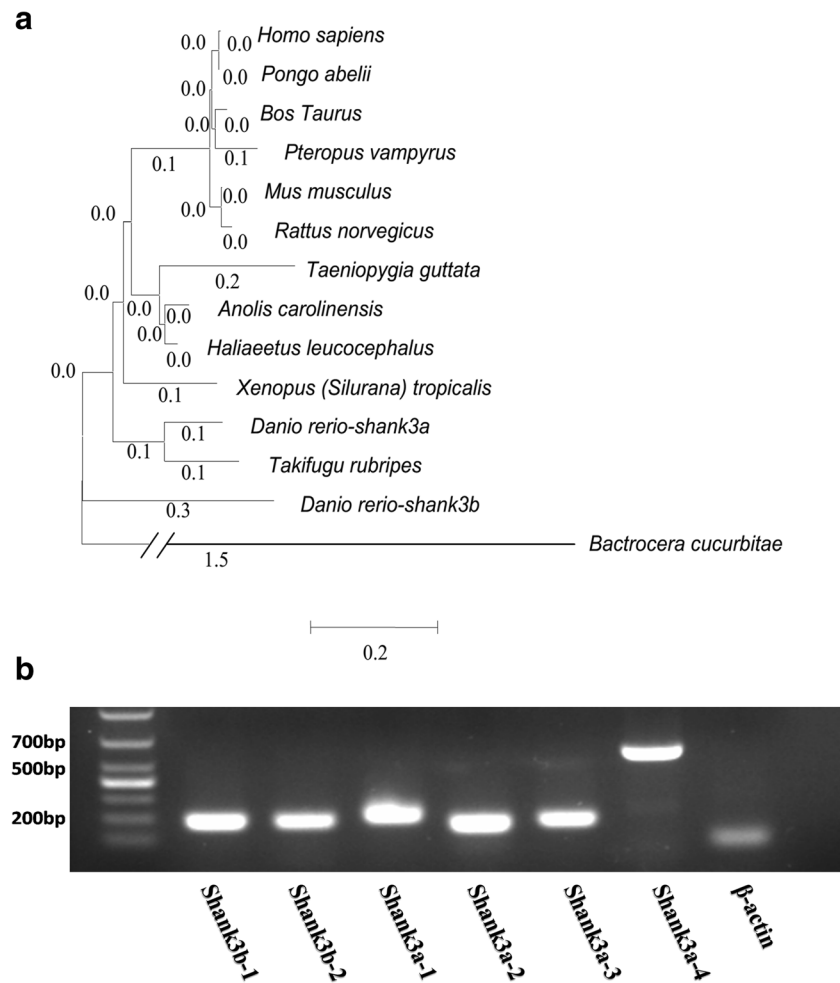 a
0.0
0.0
Homo sapiens
0.0
Pongo abelii
0.0
Bos Taurus
0.0
0.0
Pteropus vampyrus
0.1
0.1
Mus musculus
0.0
0.0
0.0
Rattus norvegicus
0.0
Taeniopygia guttata
0.2
0.0
Anolis carolinensis
0.0
0.0
0.0
Haliaeetus leucocephalus
0.0
0.0
Xenopus (Silurana) tropicalis
0.1
Danio rerio-shank3a
0.1
0.1
Takifugu rubripes
0.1
Danio rerio-shank3b
0.3
Bactrocera cucurbitae
1.5
0.2
b
700bp
500bp
200bp
Shank3b-1
Shank3b-2
Shank3a-1
Shank3a-2
Shank3a-3
Shank3a-4
β-actin